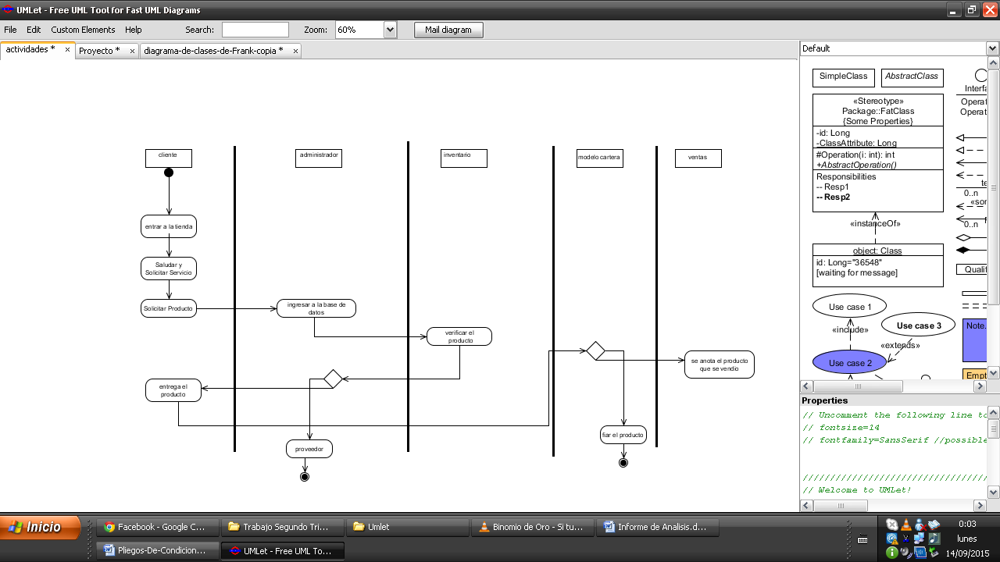 UMLet - Free UML Tool for Fast UML Diagrams
File Edit Custom Elements Help Search: Zoom: 60% Mail diagram
actividades * Proyecto * diagrama-de-clases-de-Frank-copia *
Default
cliente
administrador
inventario
modelo cartera
ventas
entrar a la tienda
Saludar y
Solicitar Servicio
Solicitar Producto
ingresar a la base de
datos
verificar el
producto
se anota el producto
que se vendio
entrega el
producto
proveedor
fiar el producto
SimpleClass
AbstractClass
Interfa
Operat
Operat
«Stereotype»
Package::FatClass
{Some Properties}
-id: Long
-ClassAttribute: Long
#Operation(i: int): int
+AbstractOperation()
Responsibilities
-- Resp1
-- Resp2
te
0..n
«son
0..n
«instanceOf»
object: Class
id: Long="36548"
[waiting for message]
Qualif
Use case 1
«include»
Use case 2
Use case 3
«extends»
Note.
Empt
Properties
// Uncomment the following line to
// fontsize=14
// fontfamily=SansSerif //possible
//////////////////////////////////
// Welcome to UMLet!
Inicio
Facebook - Google C...
Trabajo Segundo Tri...
Umlet
Binomio de Oro - Si tu...
Informe de Analisis.d...
Pliegos-De-Condicion...
UMLet - Free UML To...
0:03
lunes
14/09/2015